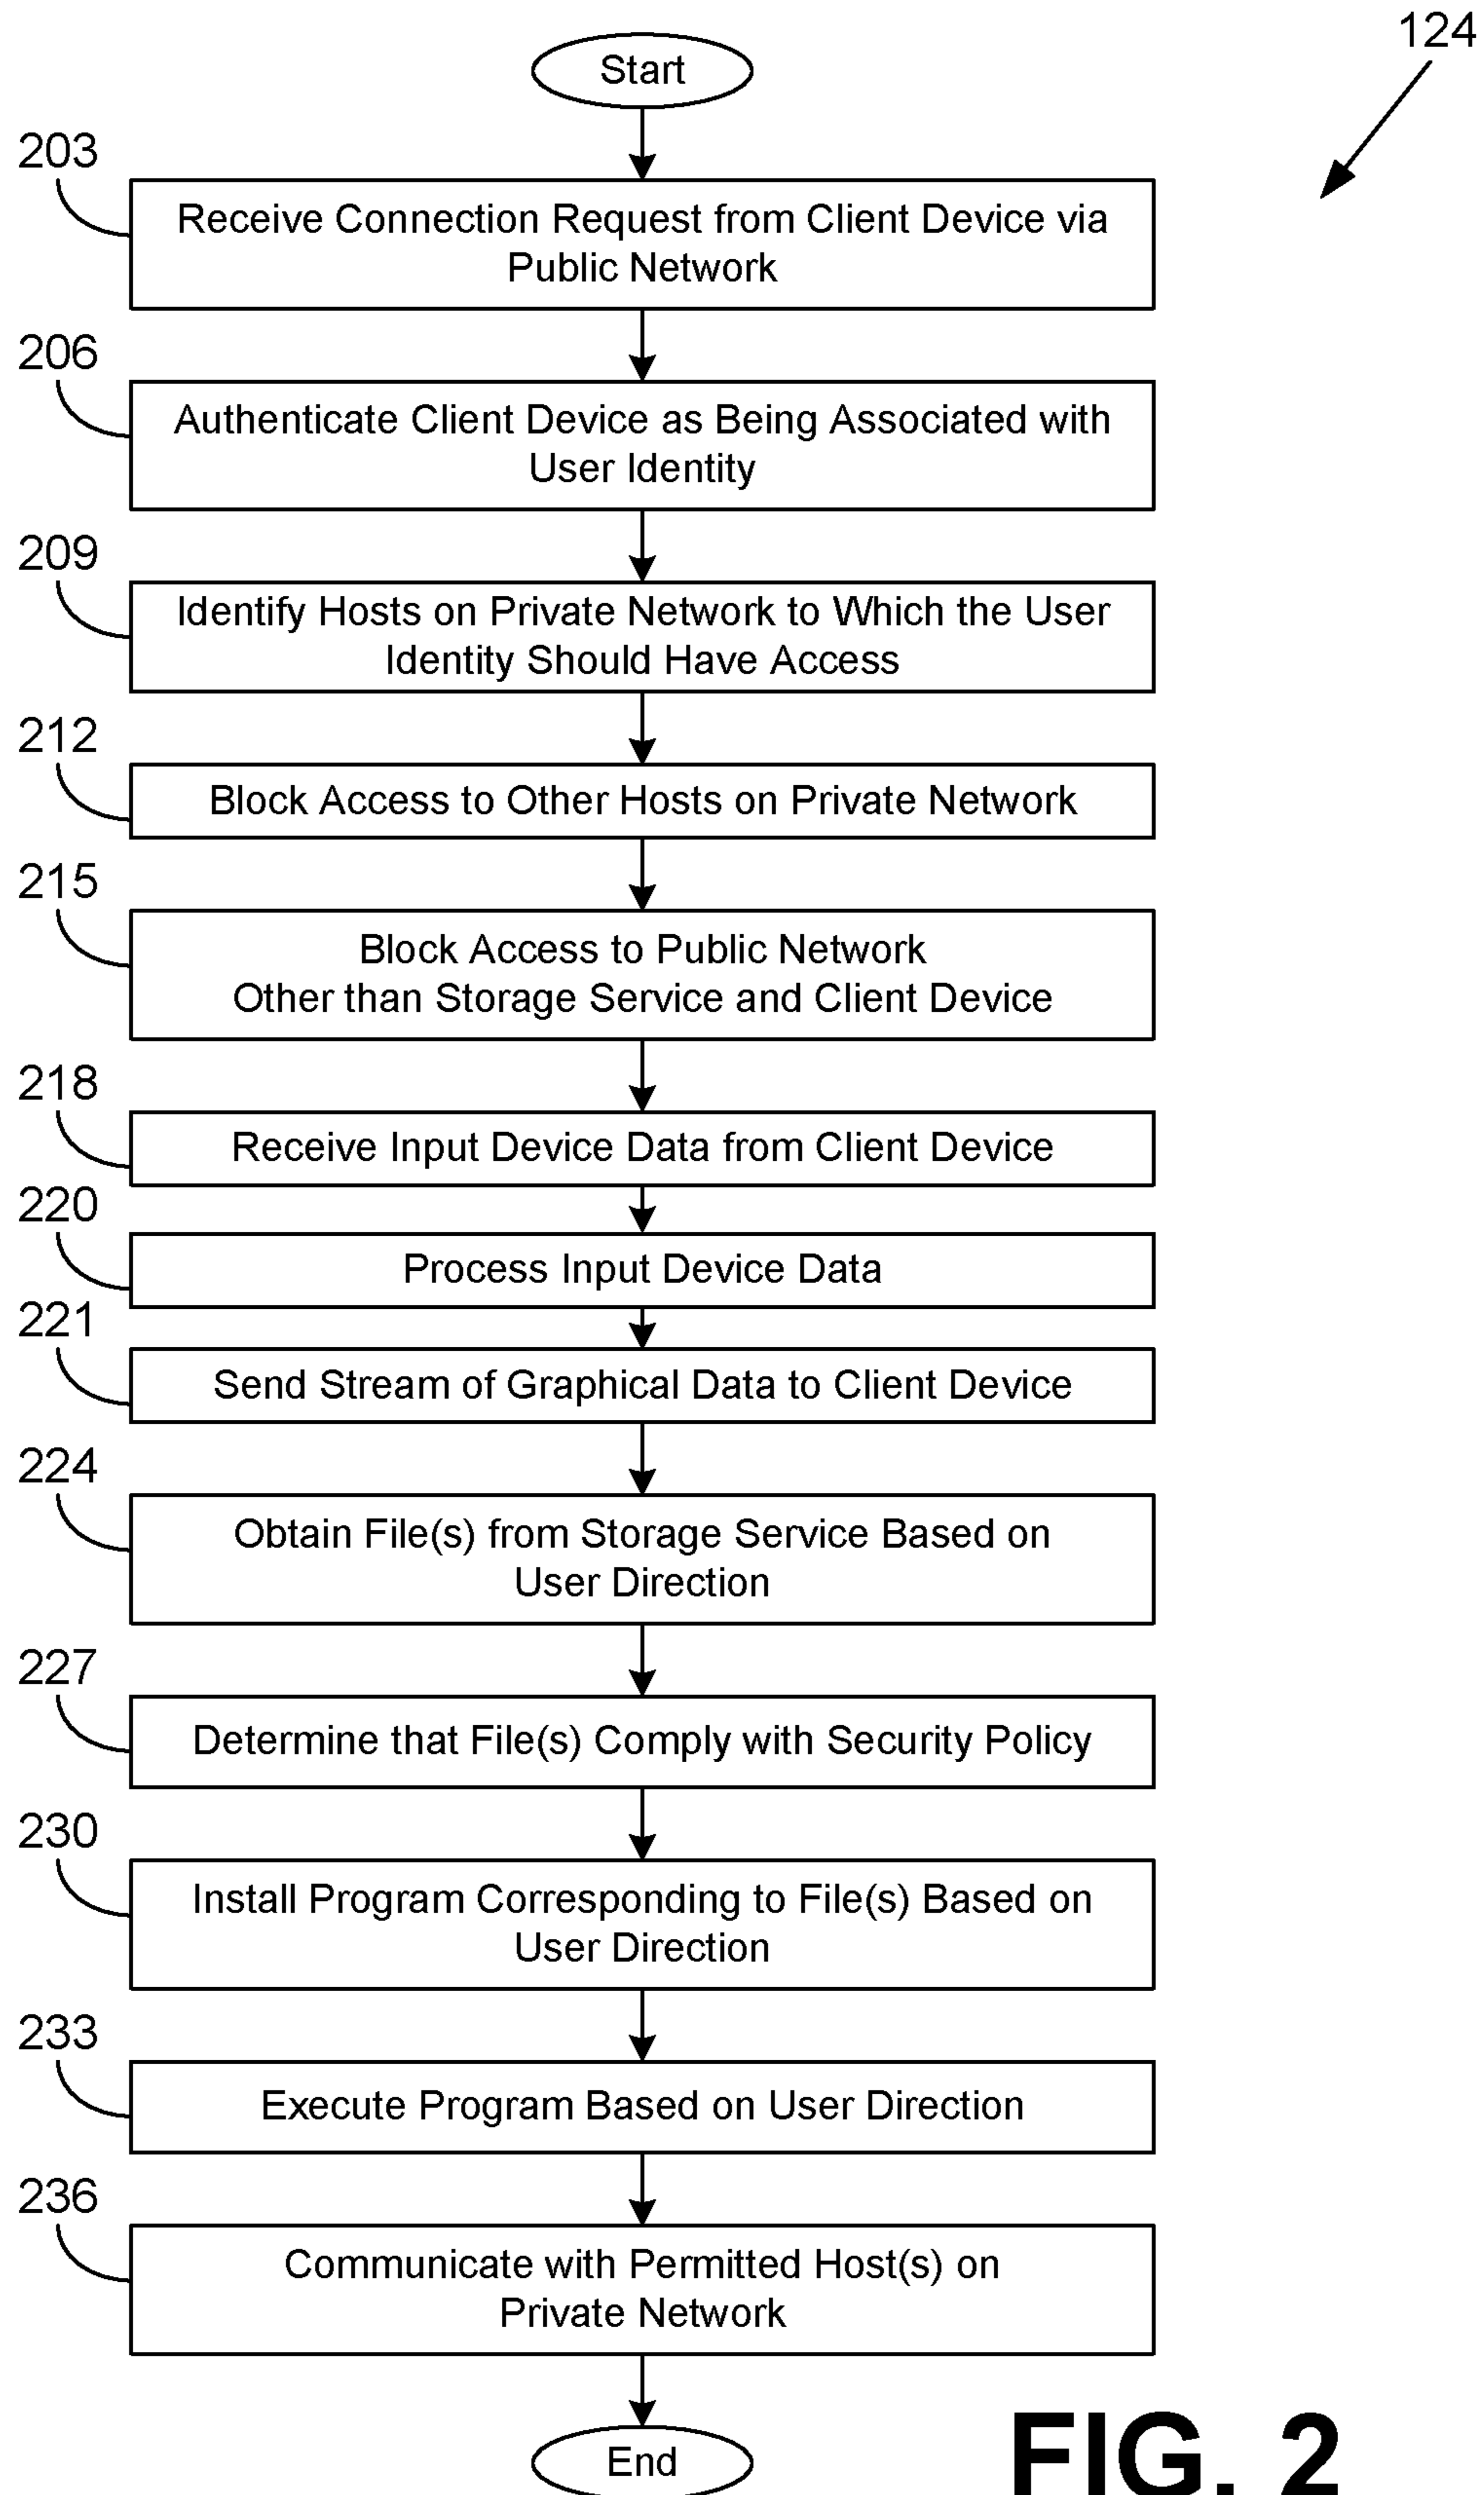 124
Start
203
Receive Connection Request from Client Device via
Public Network
206
Authenticate Client Device as Being Associated with
User Identity
209
Identify Hosts on Private Network to Which the User
Identity Should Have Access
212
Block Access to Other Hosts on Private Network
215
Block Access to Public Network
Other than Storage Service and Client Device
218
Receive Input Device Data from Client Device
220
Process Input Device Data
221
Send Stream of Graphical Data to Client Device
224
Obtain File(s) from Storage Service Based on
User Direction
227
Determine that File(s) Comply with Security Policy
230
Install Program Corresponding to File(s) Based on
User Direction
233
Execute Program Based on User Direction
236
Communicate with Permitted Host(s) on
Private Network
End
FIG. 2